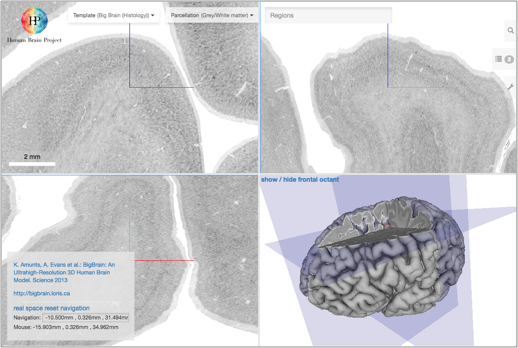 Human Brain Project
Template (Big Brain (Histology))
Parcellation (Grey/White matter)
Regions
2 mm
show / hide frontal octant
K. Amunts, A. Evans et al.: BigBrain: An
Ultrahigh-Resolution 3D Human Brain
Model. Science 2013
http://bigbrain.loris.ca
real space reset navigation
Navigation: -10.500mm , 0.326mm , 31.494mr
Mouse: -15.903mm , 0.326mm , 34.962mm